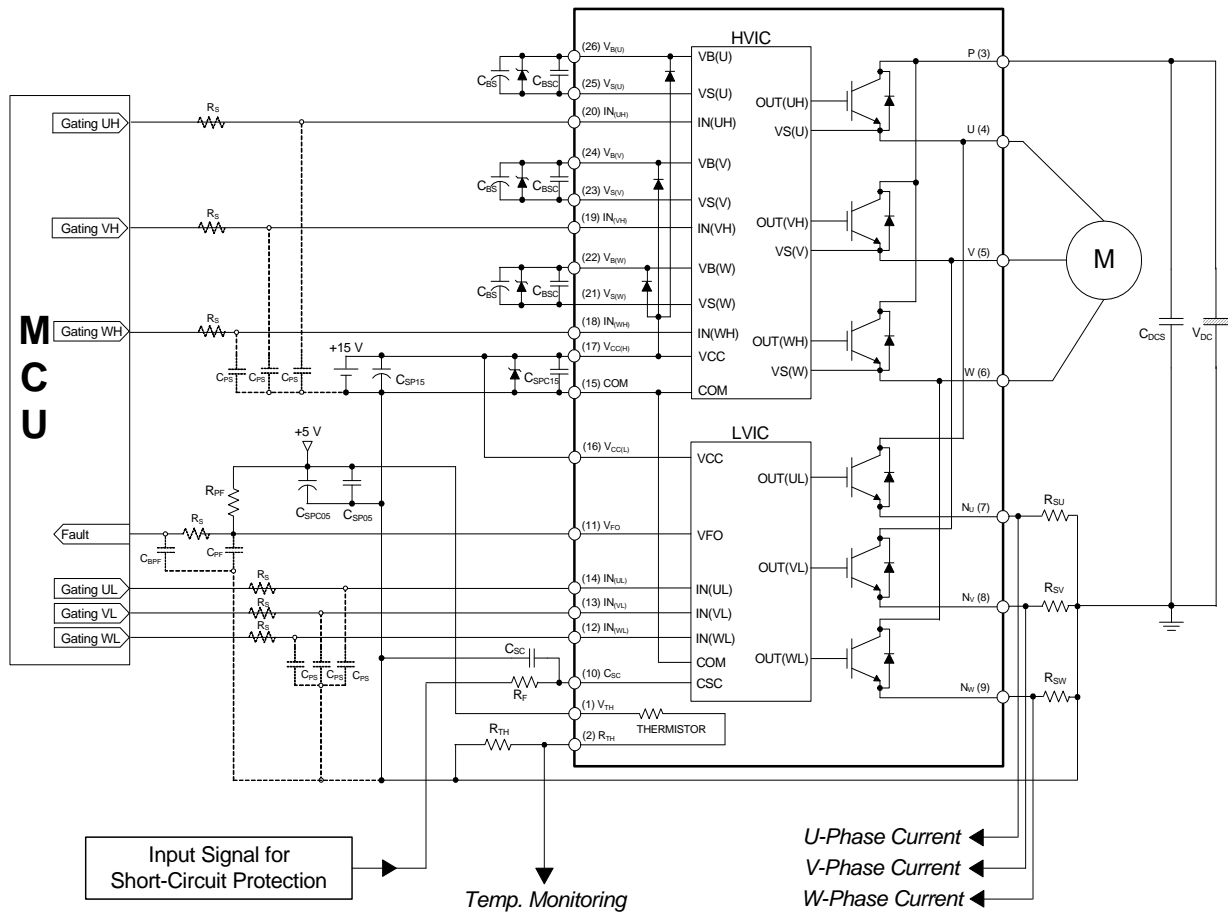 HVIC
P (3)
(26) VB(U)
VB(U)
CBS
CBSC
(25) VS(U)
VS(U)
OUT(UH)
Gating UH
RS
(20) IN(UH)
IN(UH)
VS(U)
U (4)
(24) VB(V)
VB(V)
CBS
CBSC
(23) VS(V)
VS(V)
OUT(VH)
Gating VH
RS
(19) IN(VH)
IN(VH)
VS(V)
V (5)
M
(22) VB(W)
VB(W)
CBS
CBSC
(21) VS(W)
VS(W)
Gating WH
RS
(18) IN(WH)
IN(WH)
OUT(WH)
CDCS
VDC
MCU
+15 V
(17) VCC(H)
VCC
CPS
CPS
CPS
CSP15
CSPC15
VS(W)
W (6)
(15) COM
COM
+5 V
LVIC
(16) VCC(L)
VCC
OUT(UL)
RPF
CSPC05
CSP05
RSU
NU (7)
Fault
RS
(11) VFO
VFO
CBPF
CPF
OUT(VL)
Gating UL
RS
(14) IN(UL)
IN(UL)
RSV
Gating VL
RS
(13) IN(VL)
IN(VL)
NV (8)
Gating WL
RS
(12) IN(WL)
IN(WL)
CPS
CPS
CPS
CSC
COM
OUT(WL)
RF
(10) CSC
CSC
RSW
NW (9)
(1) VTH
THERMISTOR
RTH
(2) RTH
Input Signal for
Short-Circuit Protection
Temp. Monitoring
U-Phase Current
V-Phase Current
W-Phase Current